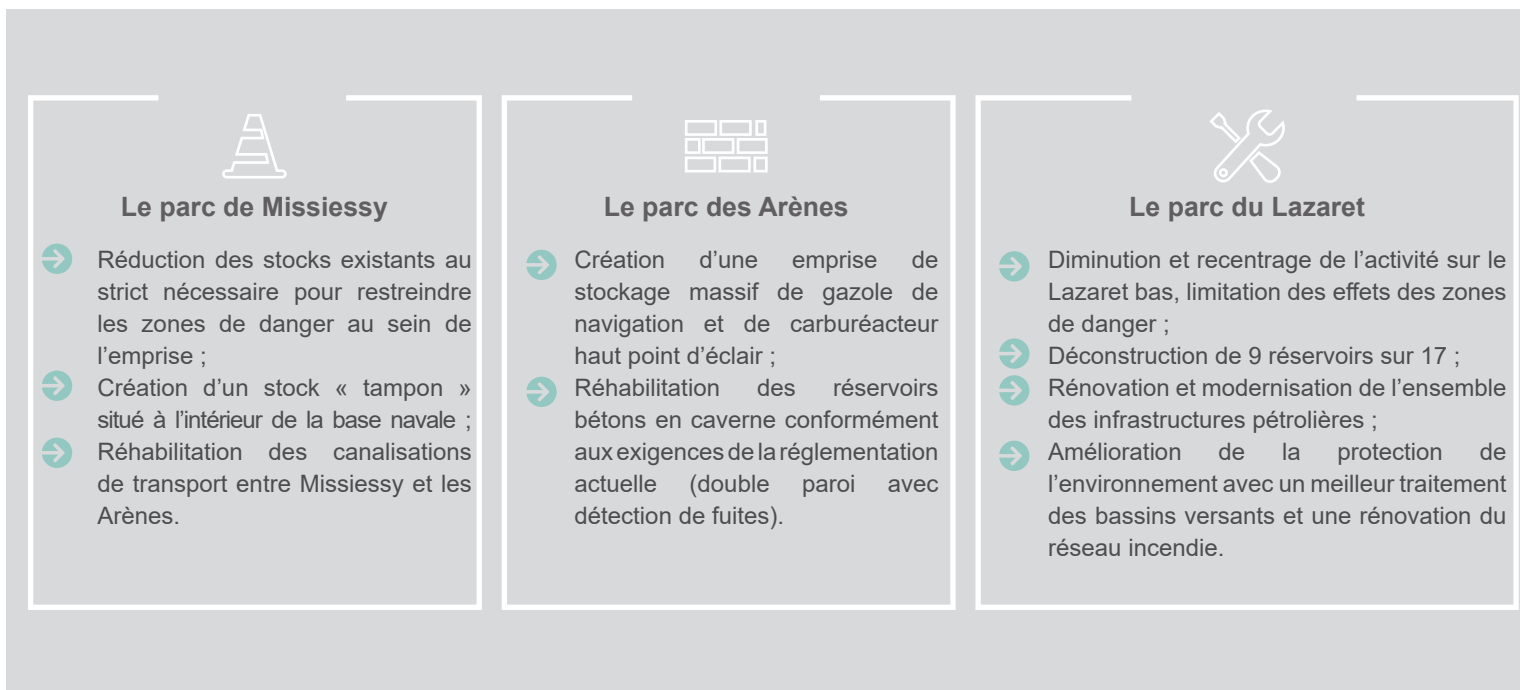 Le parc de Missiessy
Réduction des stocks existants au
strict nécessaire pour restreindre
les zones de danger au sein de
l’emprise ;
Création d’un stock « tampon »
situé à l’intérieur de la base navale ;
Réhabilitation des canalisations
de transport entre Missiessy et les
Arènes.
Le parc des Arènes
Création d’une emprise de
stockage massif de gazole de
navigation et de carburéacteur
haut point d’éclair ;
Réhabilitation des réservoirs
bétons en caverne conformément
aux exigences de la réglementation
actuelle (double paroi avec
détection de fuites).
Le parc du Lazaret
Diminution et recentrage de l’activité sur le
Lazaret bas, limitation des effets des zones
de danger ;
Déconstruction de 9 réservoirs sur 17 ;
Rénovation et modernisation de l’ensemble
des infrastructures pétrolières ;
Amélioration de la protection de
l’environnement avec un meilleur traitement
des bassins versants et une rénovation du
réseau incendie.